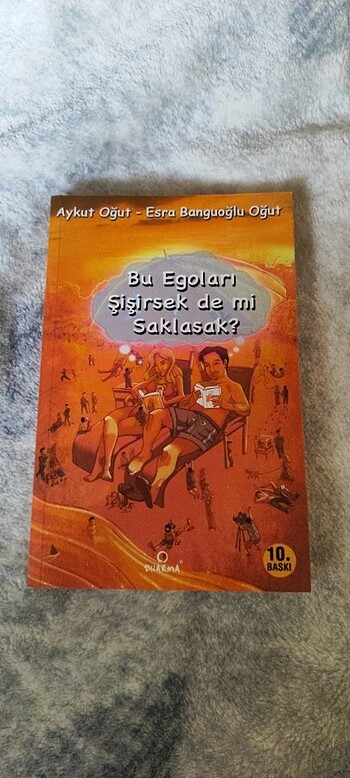 Aykut Oğut - Esra Banguoğlu Oğut
Bu Egoları
Şişirsek de mi
Saklasak?
DHARMA
10.
BASKI